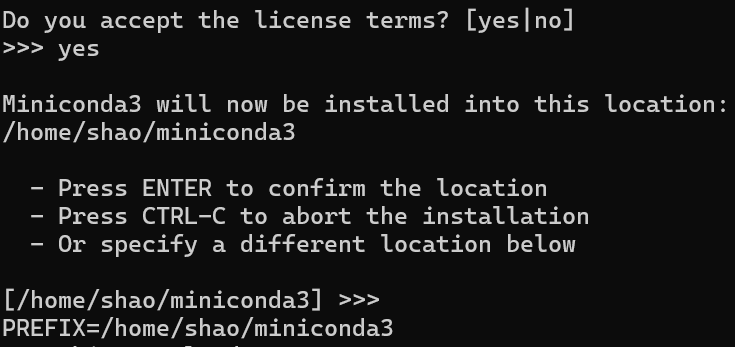 Do you accept the license terms? [yes|no]
>>> yes
Miniconda3 will now be installed into this location:
/home/shao/miniconda3
- Press ENTER to confirm the location
- Press CTRL-C to abort the installation
- Or specify a different location below
[/home/shao/miniconda3] >>>
PREFIX=/home/shao/miniconda3